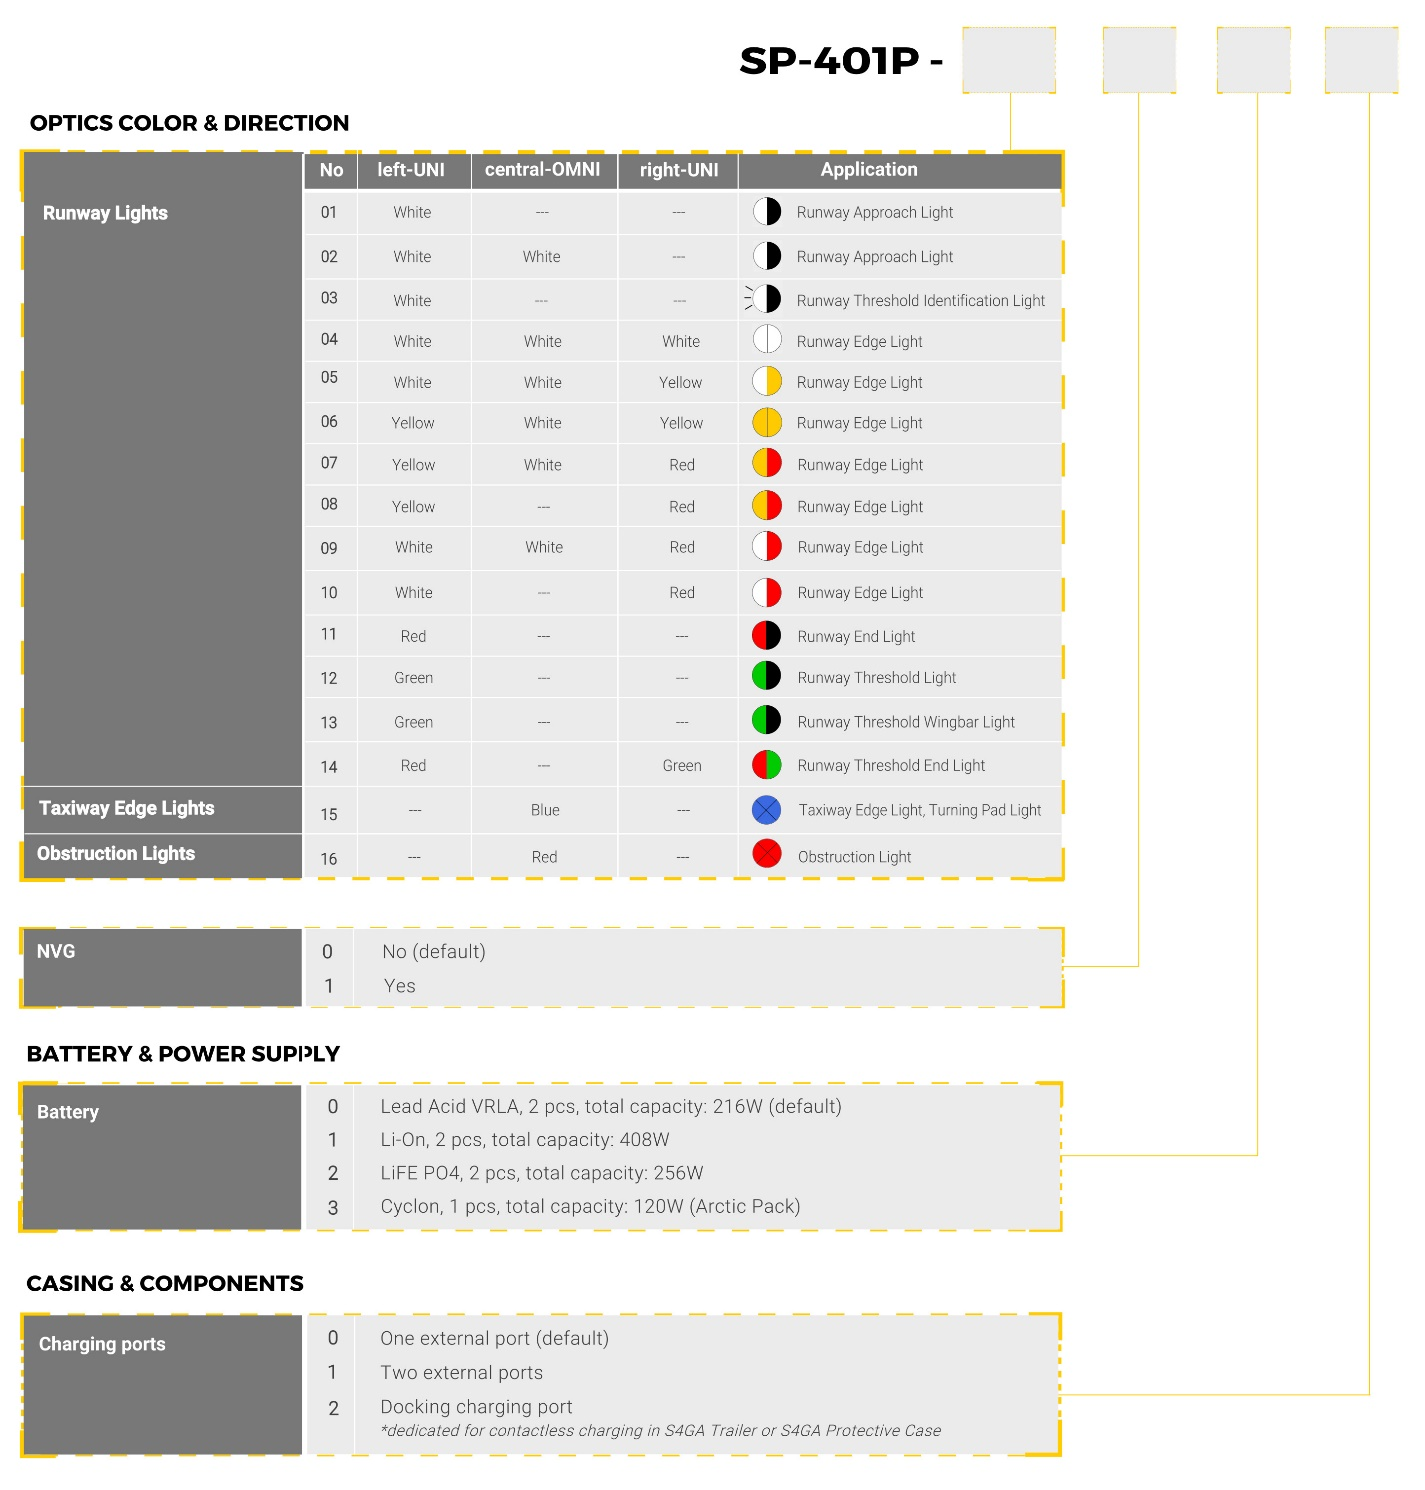 SP-401P -
OPTICS COLOR & DIRECTION
No left-UNI central-OMNI right-UNI Application
Runway Lights
01 White --- --- Runway Approach Light
02 White White --- Runway Approach Light
03 White --- --- Runway Threshold Identification Light
04 White White White Runway Edge Light
05 White White Yellow Runway Edge Light
06 Yellow White Yellow Runway Edge Light
07 Yellow White Red Runway Edge Light
08 Yellow --- Red Runway Edge Light
09 White White Red Runway Edge Light
10 White --- Red Runway Edge Light
11 Red --- --- Runway End Light
12 Green --- --- Runway Threshold Light
13 Green --- --- Runway Threshold Wingbar Light
14 Red --- Green Runway Threshold End Light
Taxiway Edge Lights 15 --- Blue --- Taxiway Edge Light, Turning Pad Light
Obstruction Lights 16 --- Red --- Obstruction Light
NVG 0 No (default)
1 Yes
BATTERY & POWER SUPPLY
Battery 0 Lead Acid VRLA, 2 pcs, total capacity: 216W (default)
1 Li-On, 2 pcs, total capacity: 408W
2 LiFE PO4, 2 pcs, total capacity: 256W
3 Cyclon, 1 pcs, total capacity: 120W (Arctic Pack)
CASING & COMPONENTS
Charging ports 0 One external port (default)
1 Two external ports
2 Docking charging port
*dedicated for contactless charging in S4GA Trailer or S4GA Protective Case